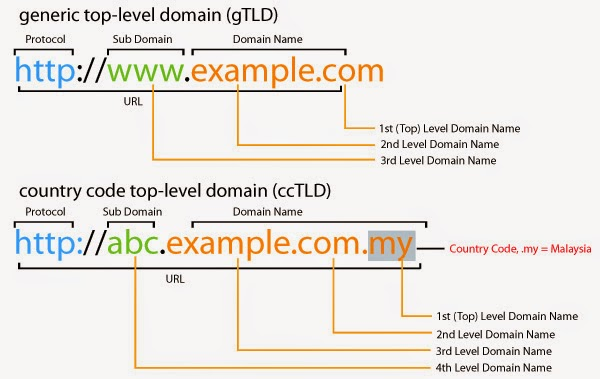 generic top-level domain (gTLD)
Protocol Sub Domain Domain Name
http://www.example.com
URL
1st (Top) Level Domain Name
2nd Level Domain Name
3rd Level Domain Name
country code top-level domain (ccTLD)
Protocol Sub Domain Domain Name
http://abc.example.com.my
Country Code, .my = Malaysia
URL
1st (Top) Level Domain Name
2nd Level Domain Name
3rd Level Domain Name
4th Level Domain Name